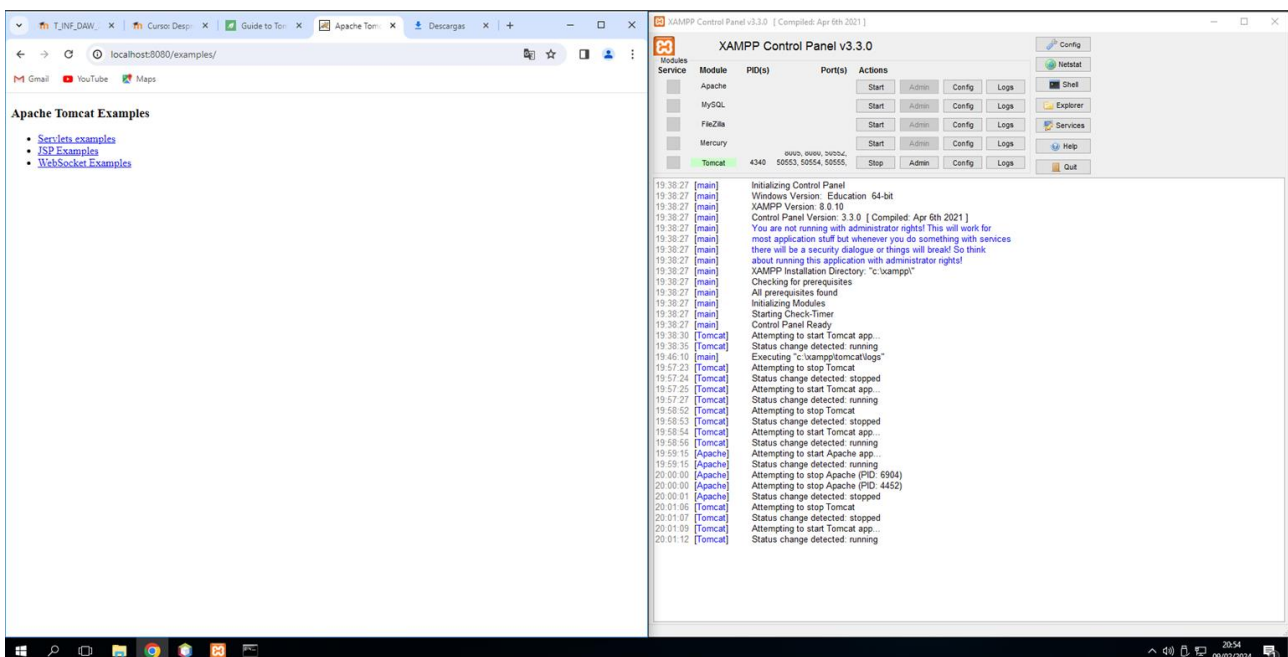 T_INF_DAW_
Curso: Despr
Guide to Ton
Apache Tom
Descargas
localhost:8080/examples/
Gmail YouTube Maps
Apache Tomcat Examples
Servlets examples
JSP Examples
WebSocket Examples
XAMPP Control Panel v3.3.0 [ Compiled: Apr 6th 2021 ]
XAMPP Control Panel v3.3.0
Config
Modules
Service Module PID(s) Port(s) Actions
Netstat
Apache Start Admin Config Logs
Shell
MySQL Start Admin Config Logs
Explorer
FileZilla Start Admin Config Logs
Services
Mercury Start Admin Config Logs
Help
8005, 8080, 50552,
Tomcat 4340 50553, 50554, 50555, Stop Admin Config Logs
Quit
19:38:27 [main] Initializing Control Panel
19:38:27 [main] Windows Version: Education 64-bit
19:38:27 [main] XAMPP Version: 8.0.10
19:38:27 [main] Control Panel Version: 3.3.0 [ Compiled: Apr 6th 2021 ]
19:38:27 [main] You are not running with administrator rights! This will work for
19:38:27 [main] most application stuff but whenever you do something with services
19:38:27 [main] there will be a security dialogue or things will break! So think
19:38:27 [main] about running this application with administrator rights!
19:38:27 [main] XAMPP Installation Directory: "c:\xampp\"
19:38:27 [main] Checking for prerequisites
19:38:27 [main] All prerequisites found
19:38:27 [main] Initializing Modules
19:38:27 [main] Starting Check-Timer
19:38:27 [main] Control Panel Ready
19:38:30 [Tomcat] Attempting to start Tomcat app...
19:38:35 [Tomcat] Status change detected: running
19:46:10 [main] Executing "c:\xampp\tomcat\logs"
19:57:23 [Tomcat] Attempting to stop Tomcat
19:57:24 [Tomcat] Status change detected: stopped
19:57:25 [Tomcat] Attempting to start Tomcat app...
19:57:27 [Tomcat] Status change detected: running
19:58:52 [Tomcat] Attempting to stop Tomcat
19:58:53 [Tomcat] Status change detected: stopped
19:58:54 [Tomcat] Attempting to start Tomcat app...
19:58:56 [Tomcat] Status change detected: running
19:59:15 [Apache] Attempting to start Apache app...
19:59:15 [Apache] Status change detected: running
20:00:00 [Apache] Attempting to stop Apache (PID: 6904)
20:00:00 [Apache] Attempting to stop Apache (PID: 4452)
20:00:01 [Apache] Status change detected: stopped
20:01:06 [Tomcat] Attempting to stop Tomcat
20:01:07 [Tomcat] Status change detected: stopped
20:01:09 [Tomcat] Attempting to start Tomcat app...
20:01:12 [Tomcat] Status change detected: running
20:54